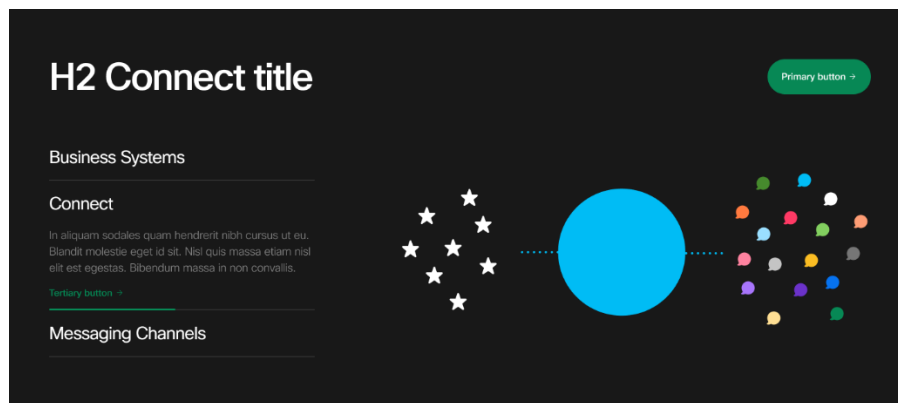 H2 Connect title
Primary button →
Business Systems
Connect
In aliquam sodales quam hendrerit nibh cursus ut eu.
Blandit molestie eget id sit. Nisl quis massa etiam nisl
elit est egestas. Bibendum massa in non convallis.
Tertiary button →
Messaging Channels